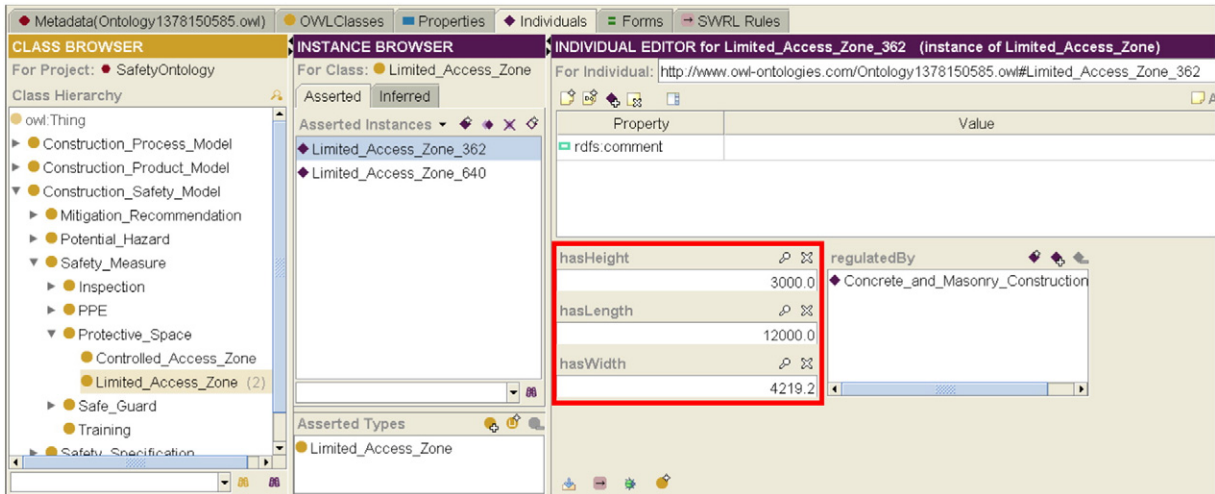 Metadata(Ontology1378150585.owl)
OWLClasses
Properties
Individuals
Forms
SWRL Rules
CLASS BROWSER
For Project: SafetyOntology
Class Hierarchy
owl:Thing
Construction_Process_Model
Construction_Product_Model
Construction_Safety_Model
Mitigation_Recommendation
Potential_Hazard
Safety_Measure
Inspection
PPE
Protective_Space
Controlled_Access_Zone
Limited_Access_Zone (2)
Safe_Guard
Training
Safety_Specification
INSTANCE BROWSER
For Class: Limited_Access_Zone
Asserted Inferred
Asserted Instances
Limited_Access_Zone_362
Limited_Access_Zone_640
Asserted Types
Limited_Access_Zone
INDIVIDUAL EDITOR for Limited_Access_Zone_362 (instance of Limited_Access_Zone)
For Individual: http://www.owl-ontologies.com/Ontology1378150585.owl#Limited_Access_Zone_362
A
Property Value
rdfs:comment
hasHeight
3000.0
hasLength
12000.0
hasWidth
4219.2
regulatedBy
Concrete_and_Masonry_Construction